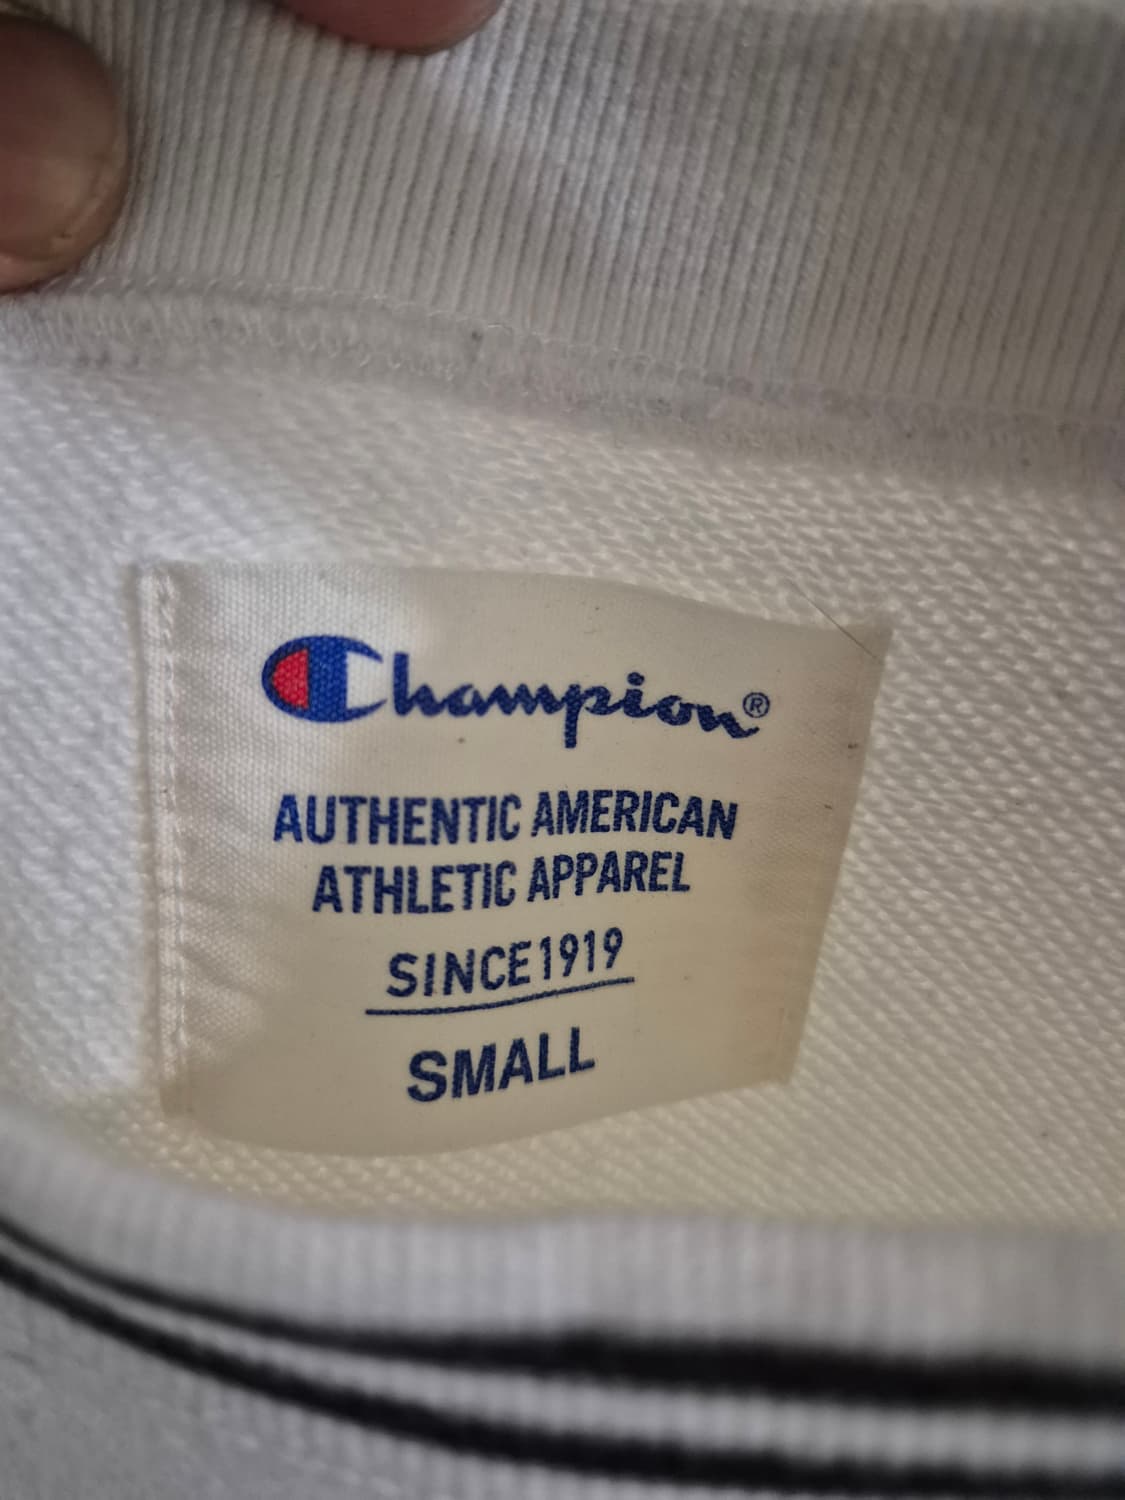 Champion®
AUTHENTIC AMERICAN
ATHLETIC APPAREL
SINCE 1919
SMALL